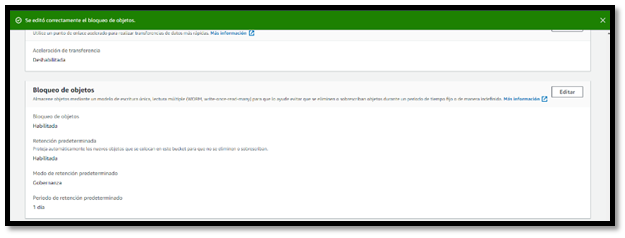 Se editó correctamente el bloqueo de objetos.
Utilice un punto de enlace acelerado para realizar transferencias de datos más rápidas. Más información
Aceleración de transferencia
Deshabilitada
Bloqueo de objetos
Editar
Almacene objetos mediante un modelo de escritura única, lectura múltiple (WORM, write-once-read-many) para que lo ayude evitar que se eliminen o sobrescriban objetos durante un periodo de tiempo fijo o de manera indefinida. Más información
Bloqueo de objetos
Habilitada
Retención predeterminada
Proteja automáticamente los nuevos objetos que se colocan en este bucket para que no se eliminen o sobrescriban.
Habilitada
Modo de retención predeterminado
Gobernanza
Período de retención predeterminado
1 día